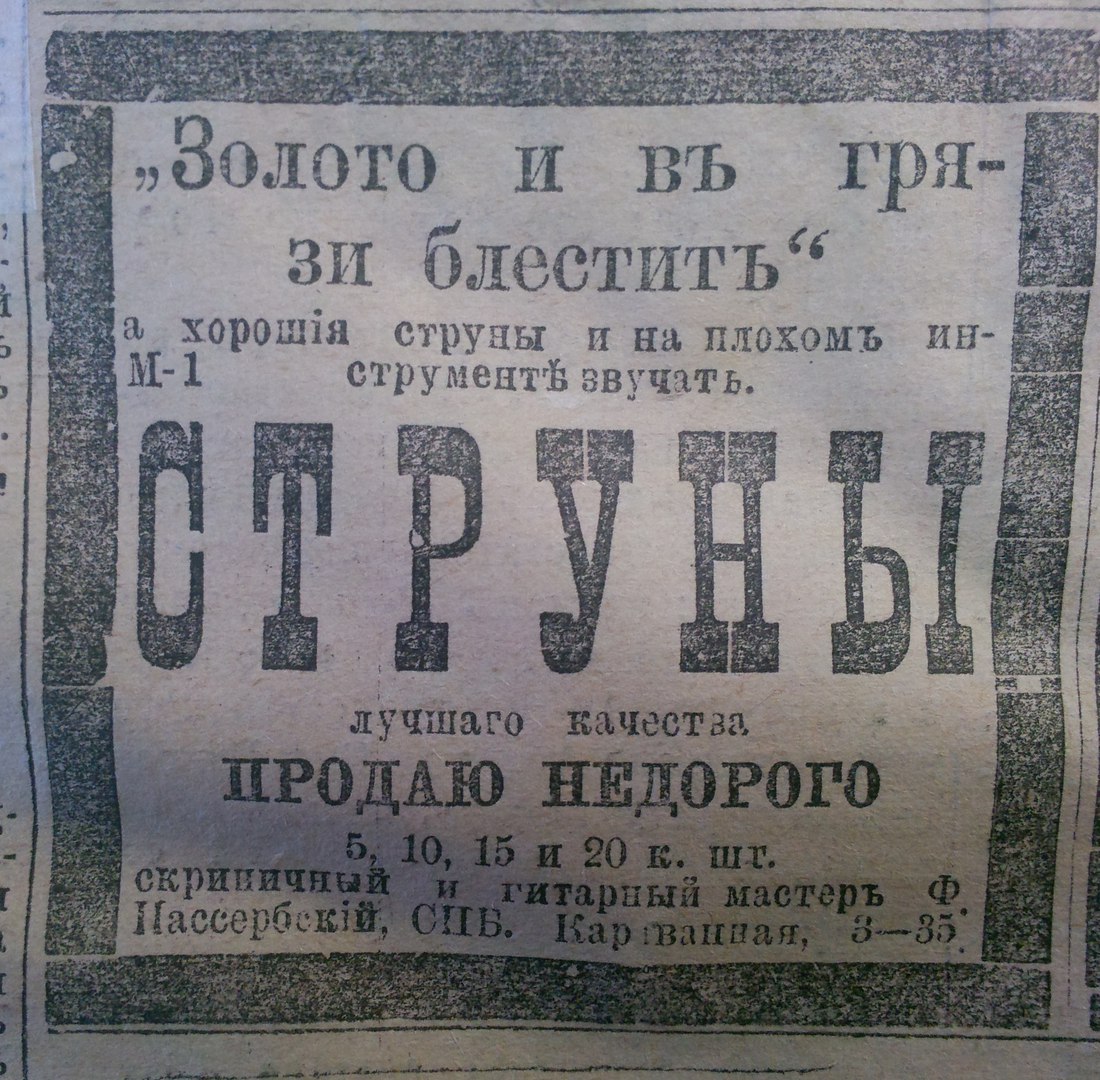 „Золото и въ гря-
зи блеститъ“
а хорошія струны и на плохомъ ин-
М-1 струментѣ звучать.
СТРУНЫ
лучшаго качества
ПРОДАЮ НЕДОРОГО
5, 10, 15 и 20 к. шт.
скрипичный и гитарный мастеръ Ф.
Пассербскій, СПБ. Караванная, 3—35.